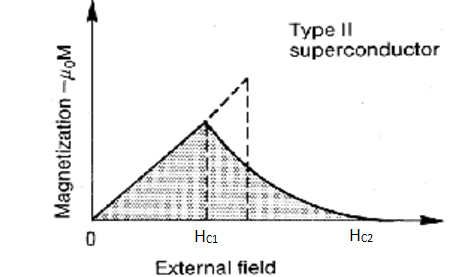 Type II
superconductor
Magnetization –μ₀M
0
Hc1
Hc2
External field